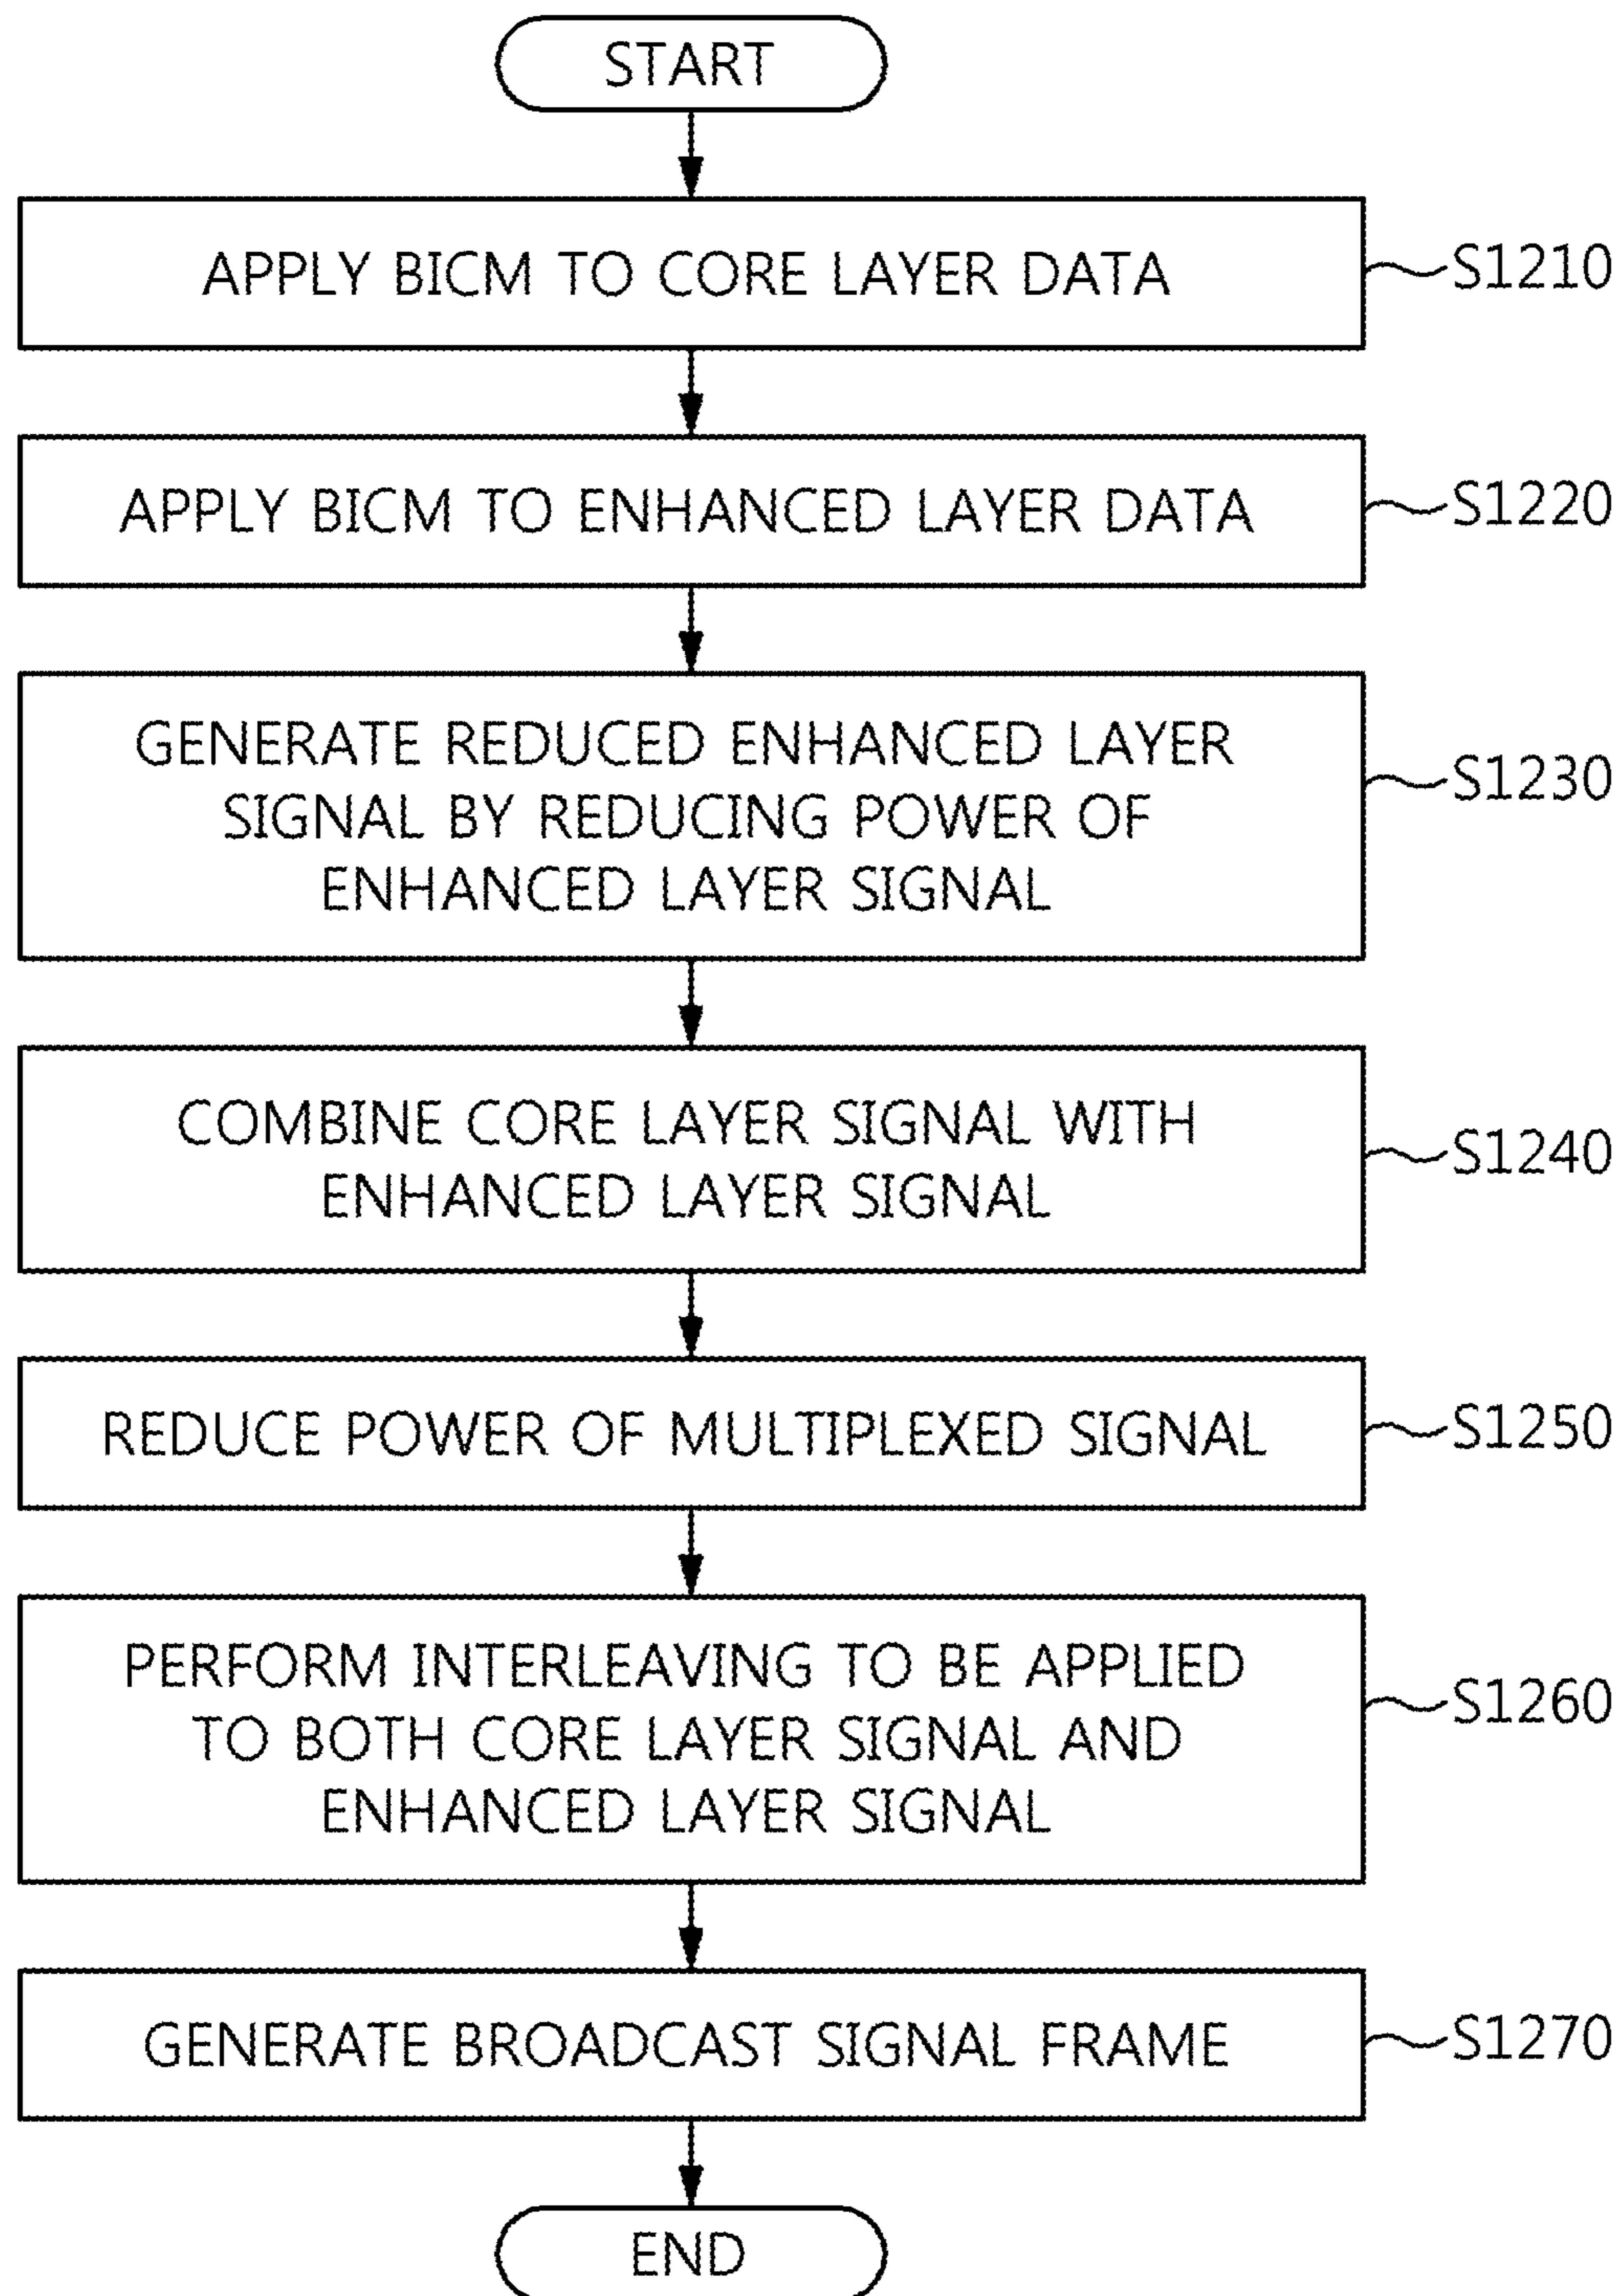 START
APPLY BICM TO CORE LAYER DATA
S1210
APPLY BICM TO ENHANCED LAYER DATA
S1220
GENERATE REDUCED ENHANCED LAYER
SIGNAL BY REDUCING POWER OF
ENHANCED LAYER SIGNAL
S1230
COMBINE CORE LAYER SIGNAL WITH
ENHANCED LAYER SIGNAL
S1240
REDUCE POWER OF MULTIPLEXED SIGNAL
S1250
PERFORM INTERLEAVING TO BE APPLIED
TO BOTH CORE LAYER SIGNAL AND
ENHANCED LAYER SIGNAL
S1260
GENERATE BROADCAST SIGNAL FRAME
S1270
END